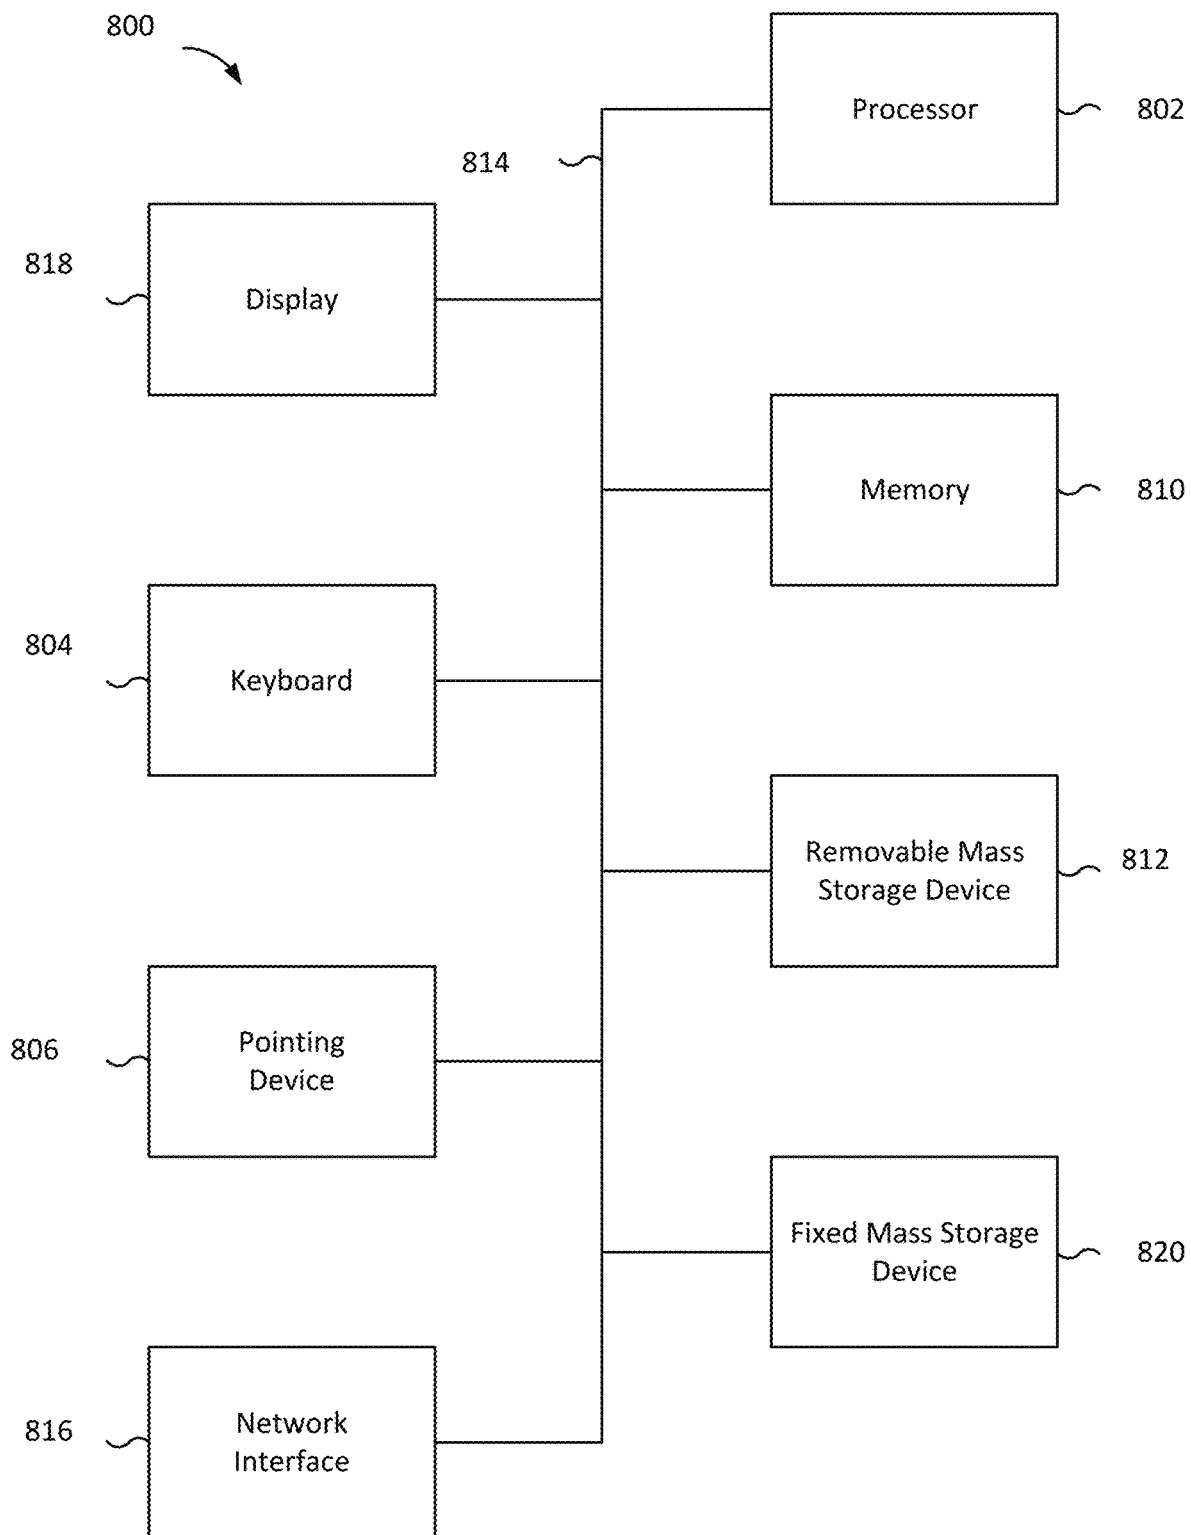 800
Processor
802
814
818
Display
Memory
810
804
Keyboard
Removable Mass
Storage Device
812
806
Pointing
Device
Fixed Mass Storage
Device
820
816
Network
Interface